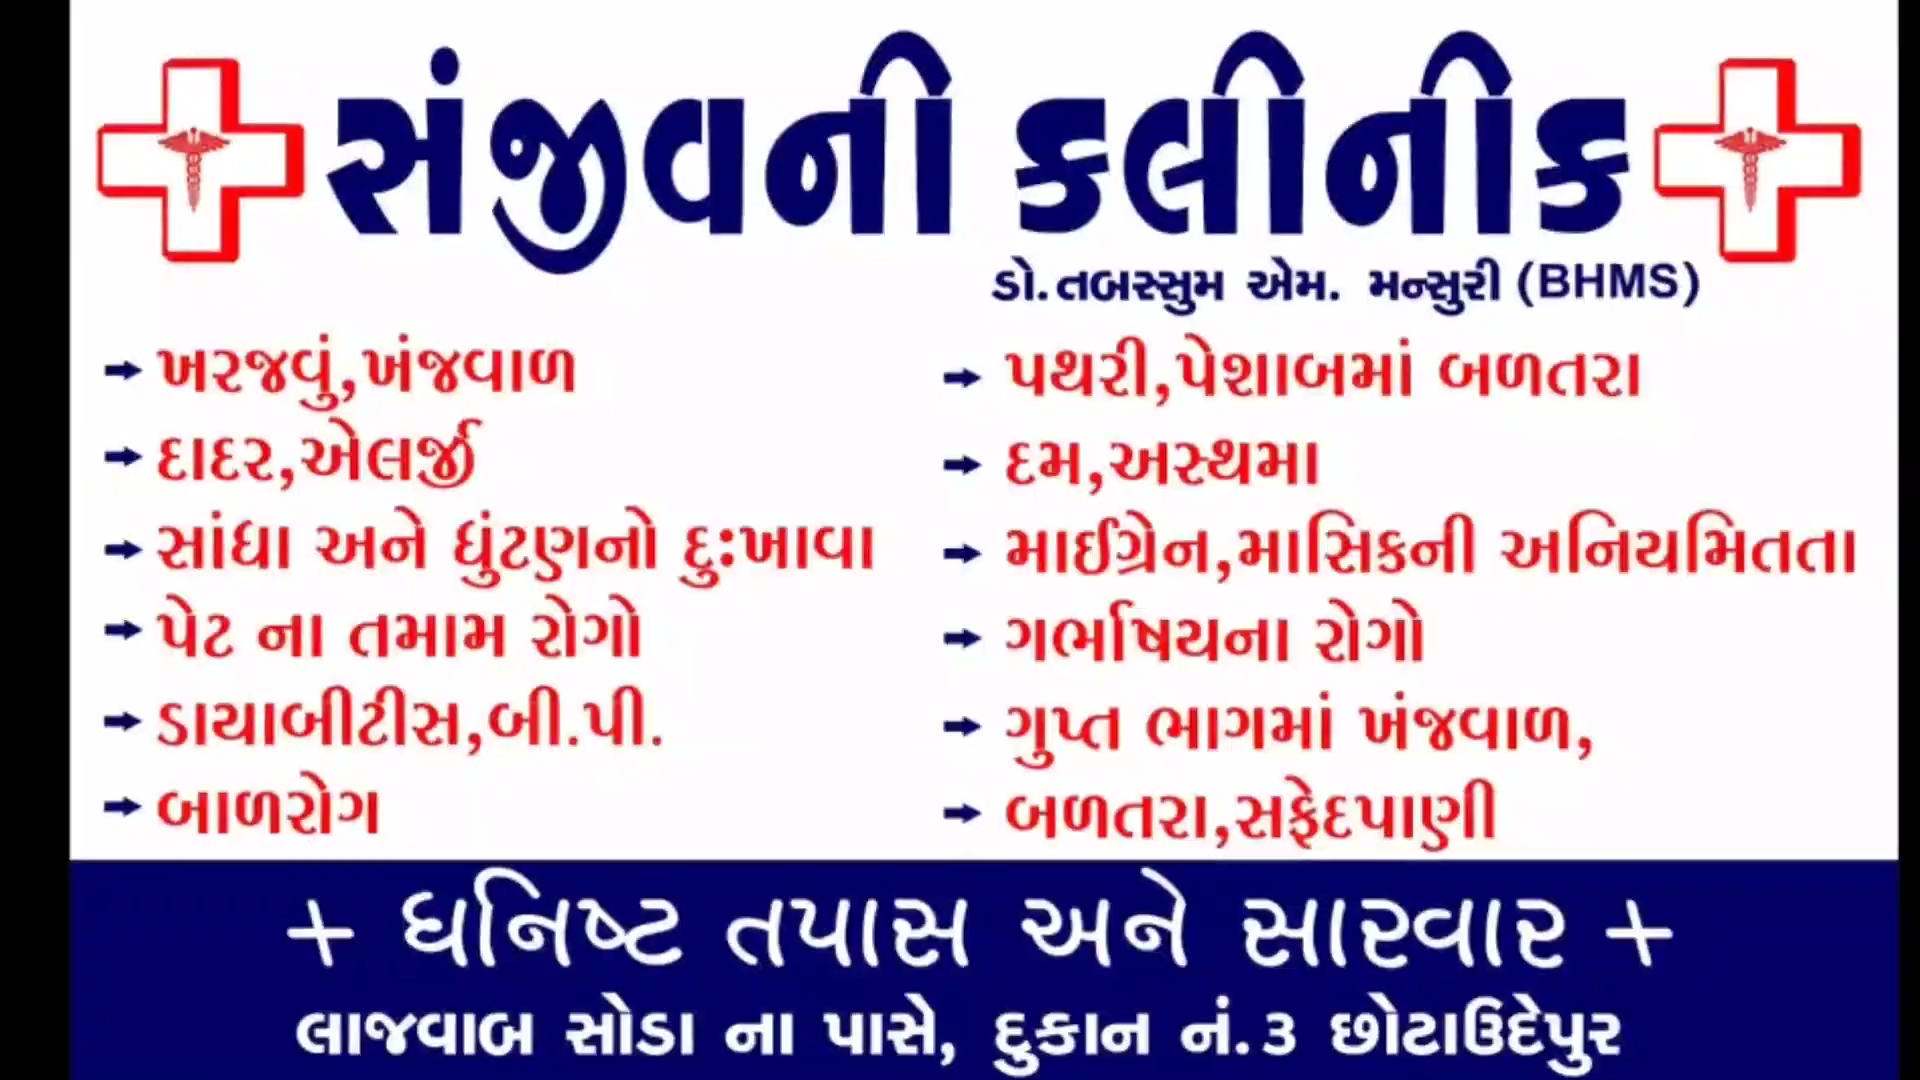 સંજીવની કલીનીક
ડો.તબસ્સુમ એમ. મન્સુરી (BHMS)
ખરજવું,ખંજવાળ
દાદર,એલર્જી
સાંધા અને ધુંટણનો દુઃખાવા
પેટ ના તમામ રોગો
ડાયાબીટીસ,બી.પી.
બાળરોગ
પથરી,પેશાબમાં બળતરા
દમ,અસ્થમા
માઈગ્રેન,માસિકની અનિયમિતતા
ગર્ભાષયના રોગો
ગુપ્ત ભાગમાં ખંજવાળ,
બળતરા,સફેદપાણી
+ ધનિષ્ટ તપાસ અને સારવાર +
લાજવાબ સોડા ના પાસે, દુકાન નં.૩ છોટાઉદેપુર